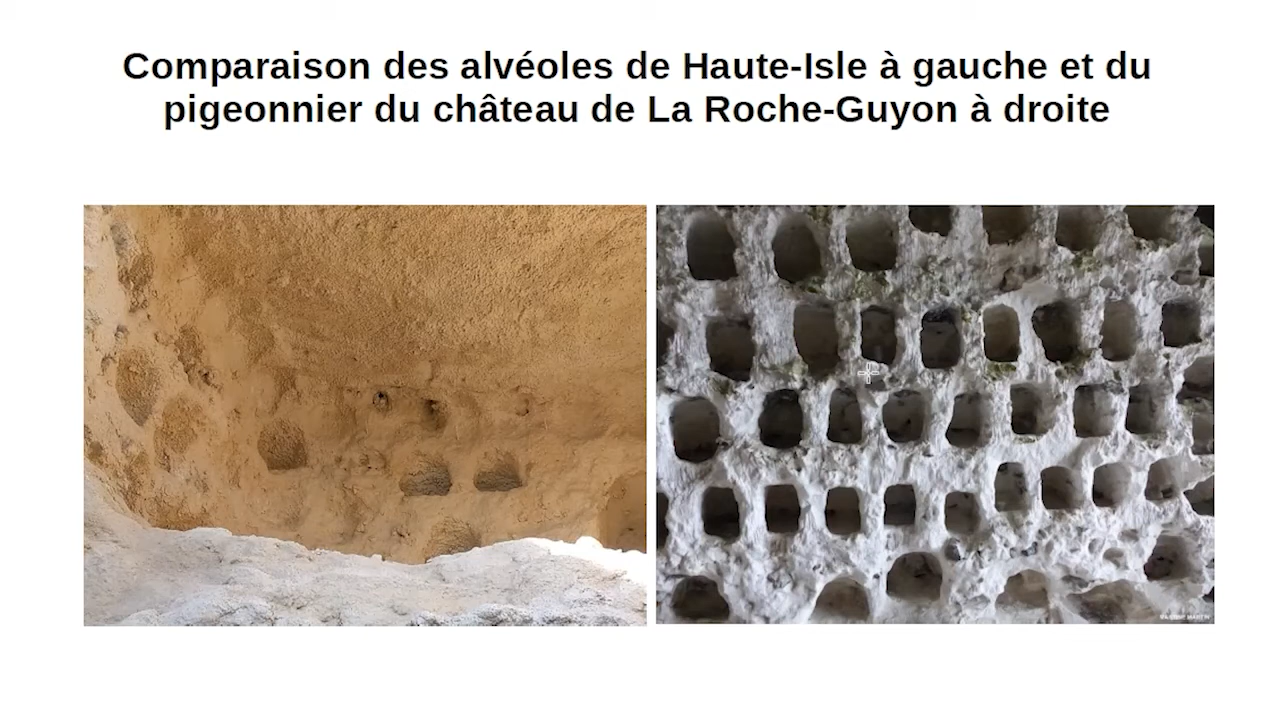 Comparaison des alvéoles de Haute-Isle à gauche et du
pigeonnier du château de La Roche-Guyon à droite